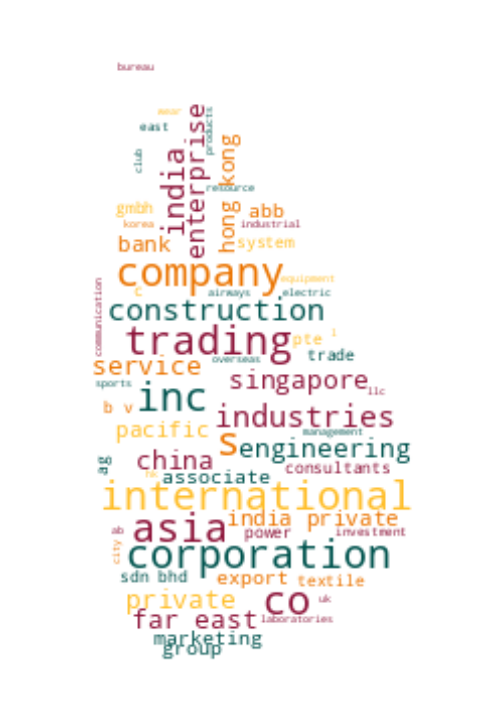 bureau
wear
east
products
enterprise
india
club
kong
resource
gmbh
hong
abb
korea
industrial
bank
system
company
equipment
c
airways
electric
communication
construction
trading
pte
l
trade
overseas
service
singapore
sports
inc
llc
b v
industries
pacific
management
s
engineering
china
ag
consultants
hk
associate
international
asia
india private
ab
power
investment
city
corporation
sdn bhd
export
textile
private
co
uk
far east
laboratories
marketing
group